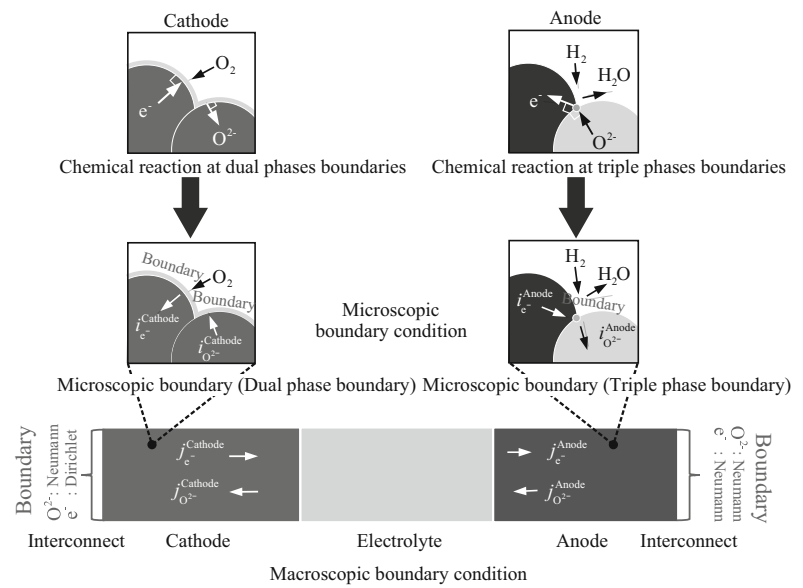 Cathode
Anode
O₂
e⁻
O²⁻
H₂
H₂O
e⁻
O²⁻
Chemical reaction at dual phases boundaries
Chemical reaction at triple phases boundaries
Boundary
O₂
Boundary
i_e⁻^Cathode
i_O²⁻^Cathode
Microscopic
boundary condition
H₂
H₂O
Boundary
i_e⁻^Anode
i_O²⁻^Anode
Microscopic boundary (Dual phase boundary)
Microscopic boundary (Triple phase boundary)
Boundary
O²⁻: Neumann
e⁻ : Dirichlet
j_e⁻^Cathode
j_O²⁻^Cathode
j_e⁻^Anode
j_O²⁻^Anode
Boundary
O²⁻: Neumann
e⁻ : Neumann
Interconnect
Cathode
Electrolyte
Anode
Interconnect
Macroscopic boundary condition